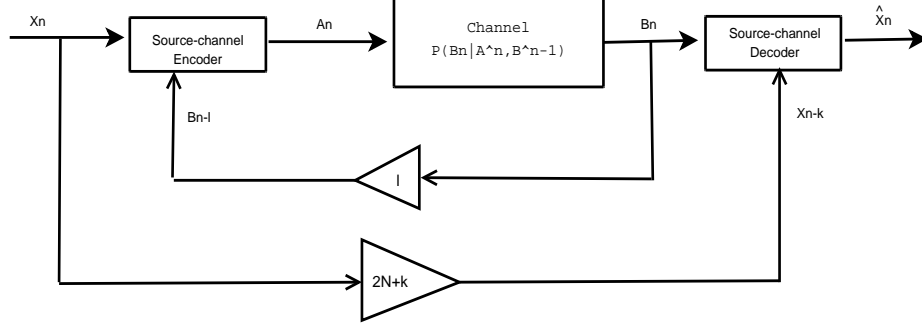 Xn
Source-channel
Encoder
An
Channel
P(Bn|A^n,B^n-1)
Bn
Source-channel
Decoder
^
Xn
Bn-l
Xn-k
l
2N+k